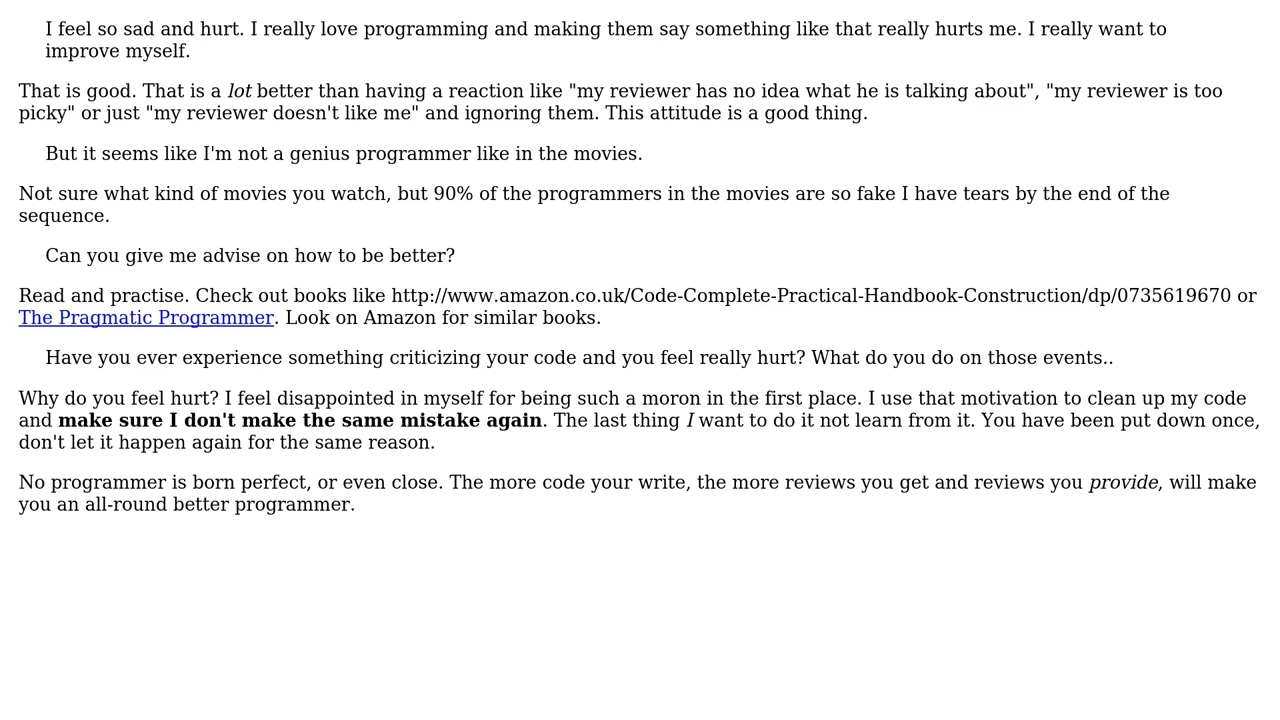 I feel so sad and hurt. I really love programming and making them say something like that really hurts me. I really want to
improve myself.
That is good. That is a lot better than having a reaction like "my reviewer has no idea what he is talking about", "my reviewer is too
picky" or just "my reviewer doesn't like me" and ignoring them. This attitude is a good thing.
But it seems like I'm not a genius programmer like in the movies.
Not sure what kind of movies you watch, but 90% of the programmers in the movies are so fake I have tears by the end of the
sequence.
Can you give me advise on how to be better?
Read and practise. Check out books like http://www.amazon.co.uk/Code-Complete-Practical-Handbook-Construction/dp/0735619670 or
The Pragmatic Programmer. Look on Amazon for similar books.
Have you ever experience something criticizing your code and you feel really hurt? What do you do on those events..
Why do you feel hurt? I feel disappointed in myself for being such a moron in the first place. I use that motivation to clean up my code
and make sure I don't make the same mistake again. The last thing I want to do it not learn from it. You have been put down once,
don't let it happen again for the same reason.
No programmer is born perfect, or even close. The more code your write, the more reviews you get and reviews you provide, will make
you an all-round better programmer.